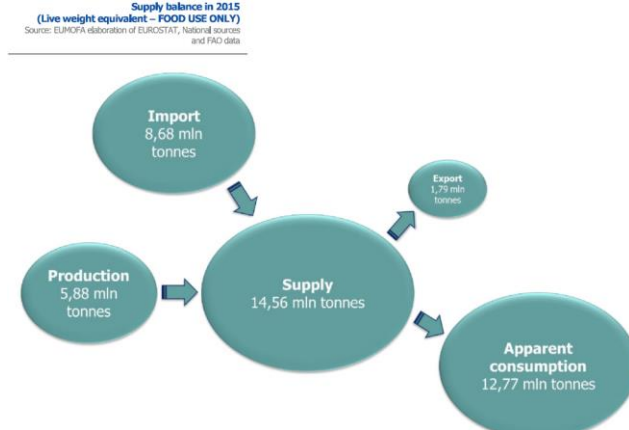 Supply balance in 2015
(Live weight equivalent – FOOD USE ONLY)
Source: EUMOFA elaboration of EUROSTAT, National sources
and FAO data
Import
8,68 mln
tonnes
Export
1,79 mln
tonnes
Production
5,88 mln
tonnes
Supply
14,56 mln tonnes
Apparent
consumption
12,77 mln tonnes